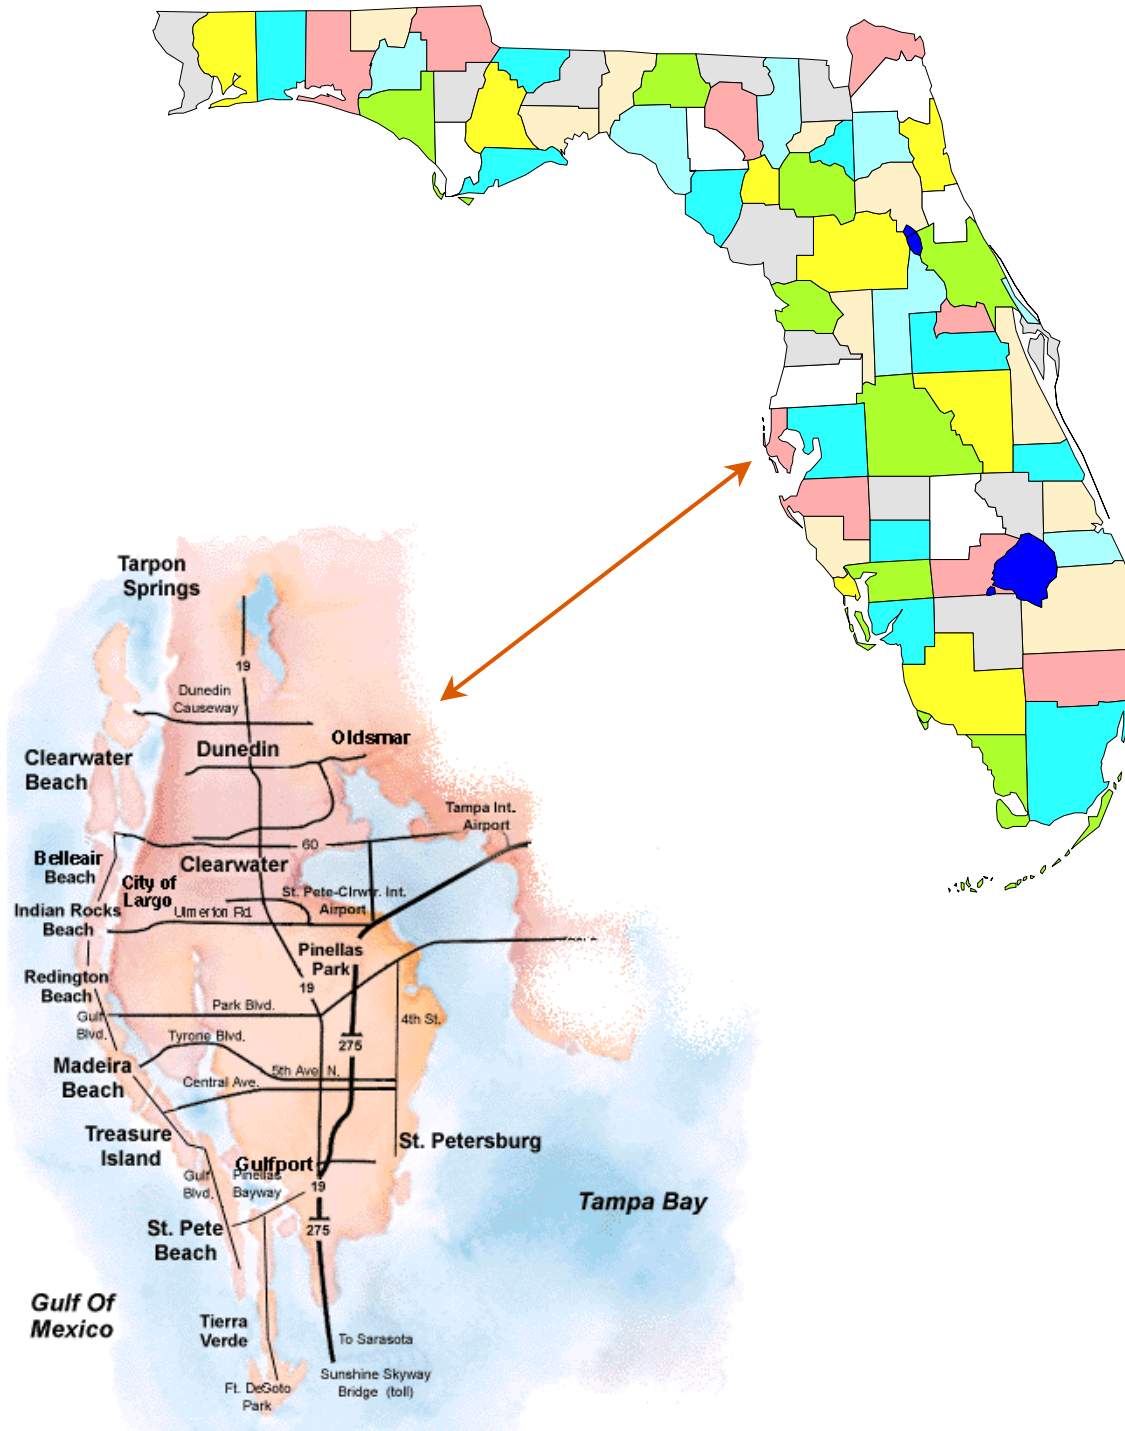 Tarpon
Springs
19
Dunedin
Causeway
Oldsmar
Dunedin
Clearwater
Beach
Tampa Int.
Airport
60
Belleair
Beach
Clearwater
City of
Largo
St. Pete-Clrwtr. Int.
Airport
Indian Rocks
Beach
Ulmerton Rd.
Pinellas
Park
Redington
Beach
19
Park Blvd.
Gulf
Blvd.
4th St.
Tyrone Blvd.
275
Madeira
Beach
5th Ave. N.
Central Ave.
Treasure
Island
St. Petersburg
Gulfport
Gulf
Blvd.
Pinellas
Bayway
19
Tampa Bay
St. Pete
Beach
275
Gulf Of
Mexico
Tierra
Verde
To Sarasota
Sunshine Skyway
Bridge (toll)
Ft. DeSoto
Park